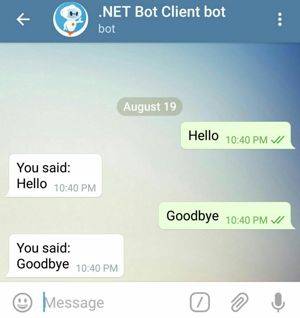 .NET Bot Client bot
bot
August 19
Hello 10:40 PM
You said:
Hello 10:40 PM
Goodbye 10:40 PM
You said:
Goodbye 10:40 PM
Message